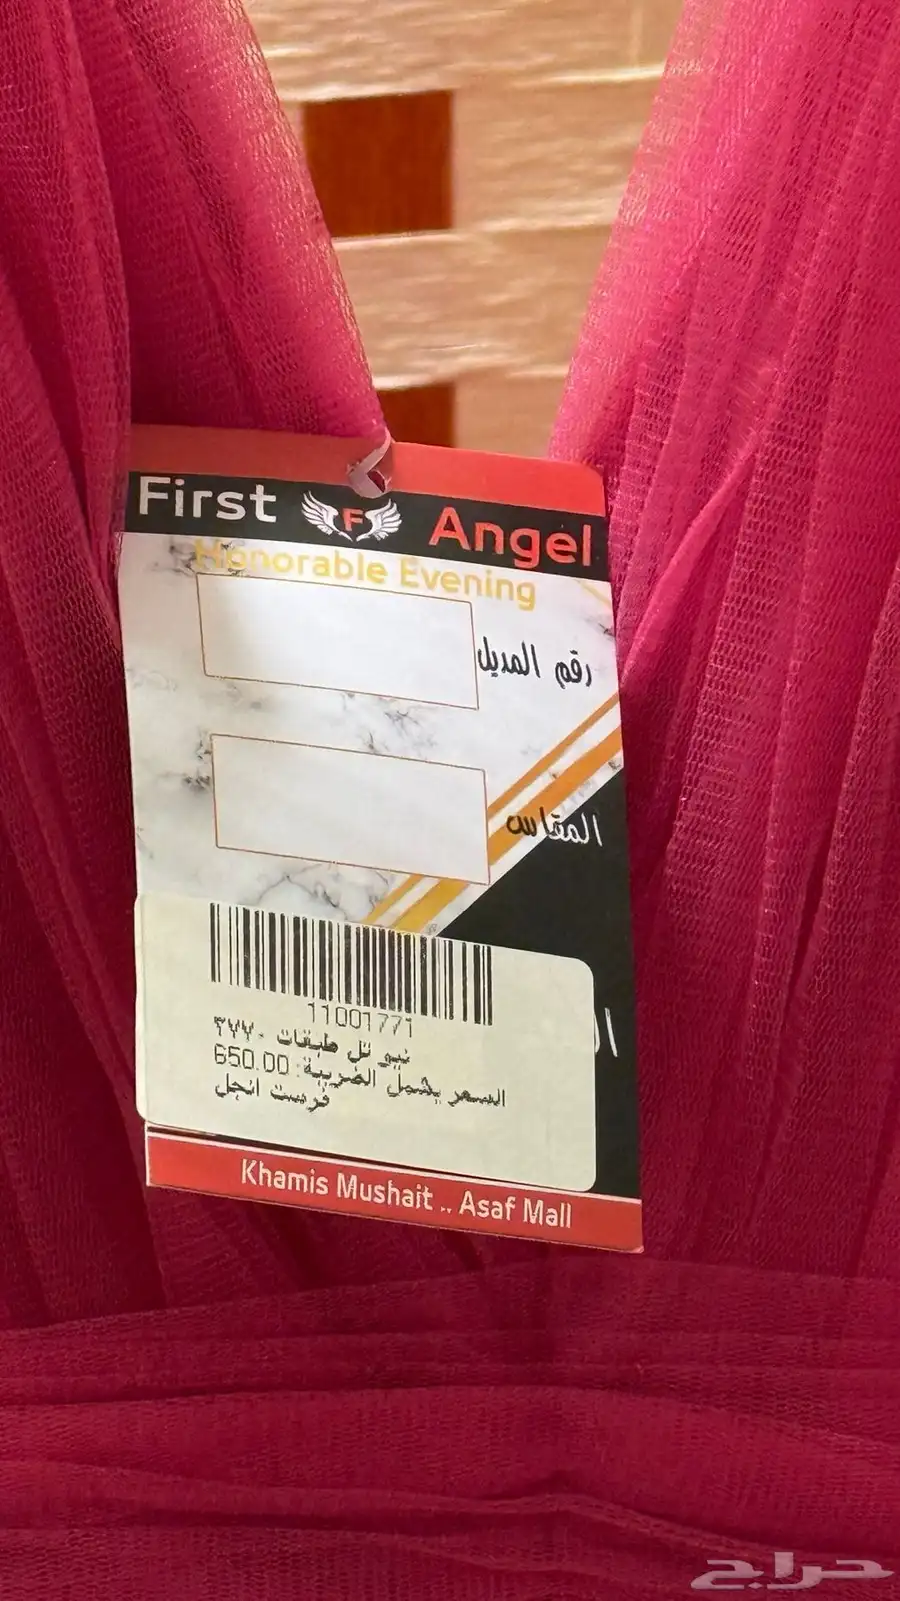 First F Angel
Honorable Evening
رقم المديل
المقاس
11001771
نيو تل طبقات ٣٧٧٠
السعر يشمل الضريبة: 650.00
فرست انجل
Khamis Mushait .. Asaf Mall
حراج